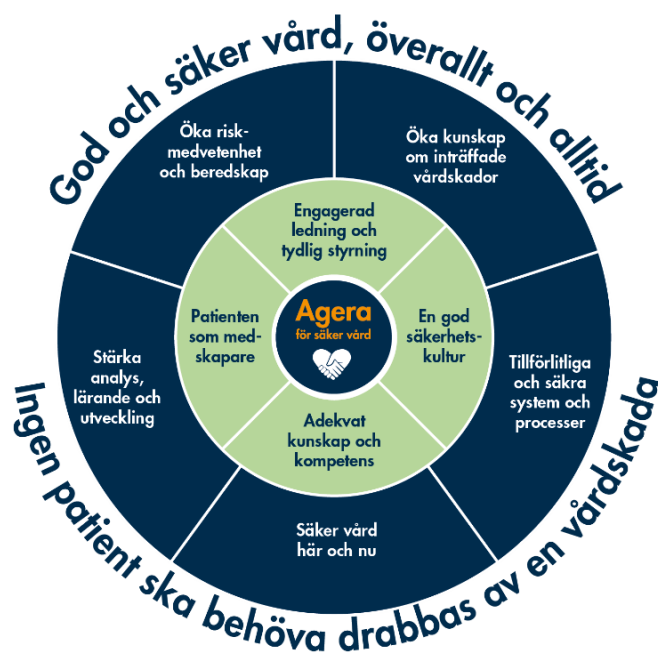 God och säker vård, överallt och alltid
Öka risk-
medvetenhet
och beredskap
Öka kunskap
om inträffade
vårdskador
Engagerad
ledning och
tydlig styrning
Patienten
som med-
skapare
Agera
för säker vård
En god
säkerhets-
kultur
Stärka
analys,
lärande och
utveckling
Tillförlitliga
och säkra
system och
processer
Adekvat
kunskap och
kompetens
Säker vård
här och nu
Ingen patient ska behöva drabbas av en vårdskada